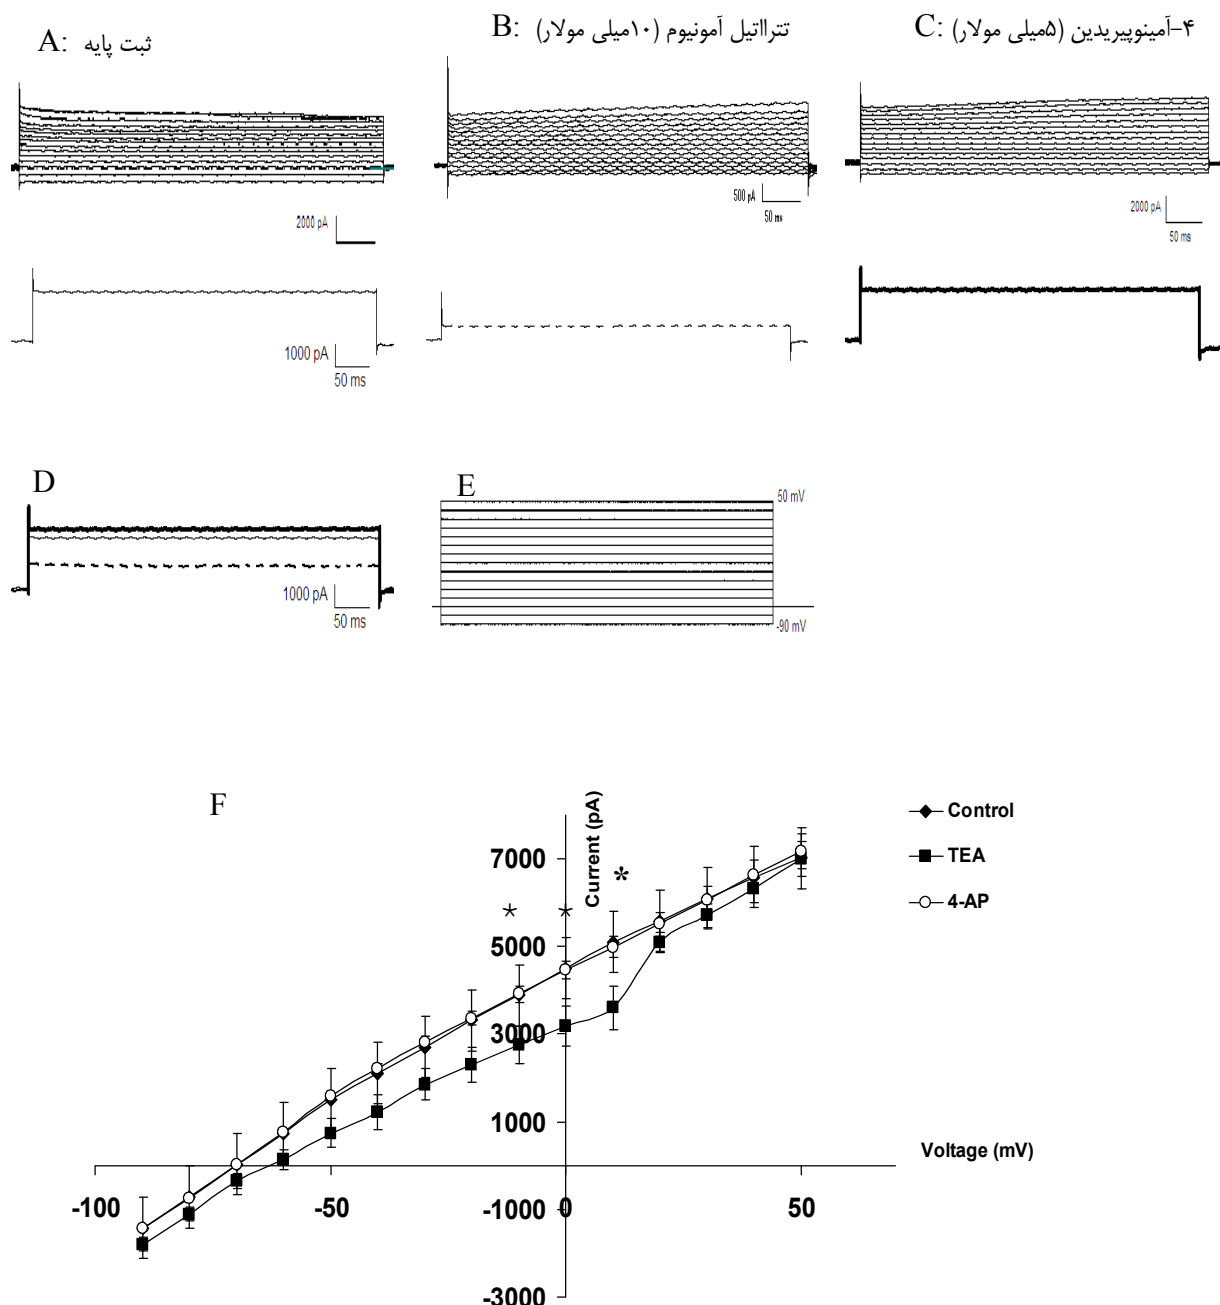 A: ثبت پایه
B: تترااتیل آمونیوم (۱۰میلی مولار)
C: ۴-آمینوپیریدین (۵میلی مولار)
2000 pA
500 pA
50 ms
2000 pA
50 ms
1000 pA
50 ms
D
1000 pA
50 ms
E
50 mV
-90 mV
F
Current (pA)
7000
5000
3000
1000
-1000
-3000
-100
-50
0
50
Voltage (mV)
*
*
*
Control
TEA
4-AP